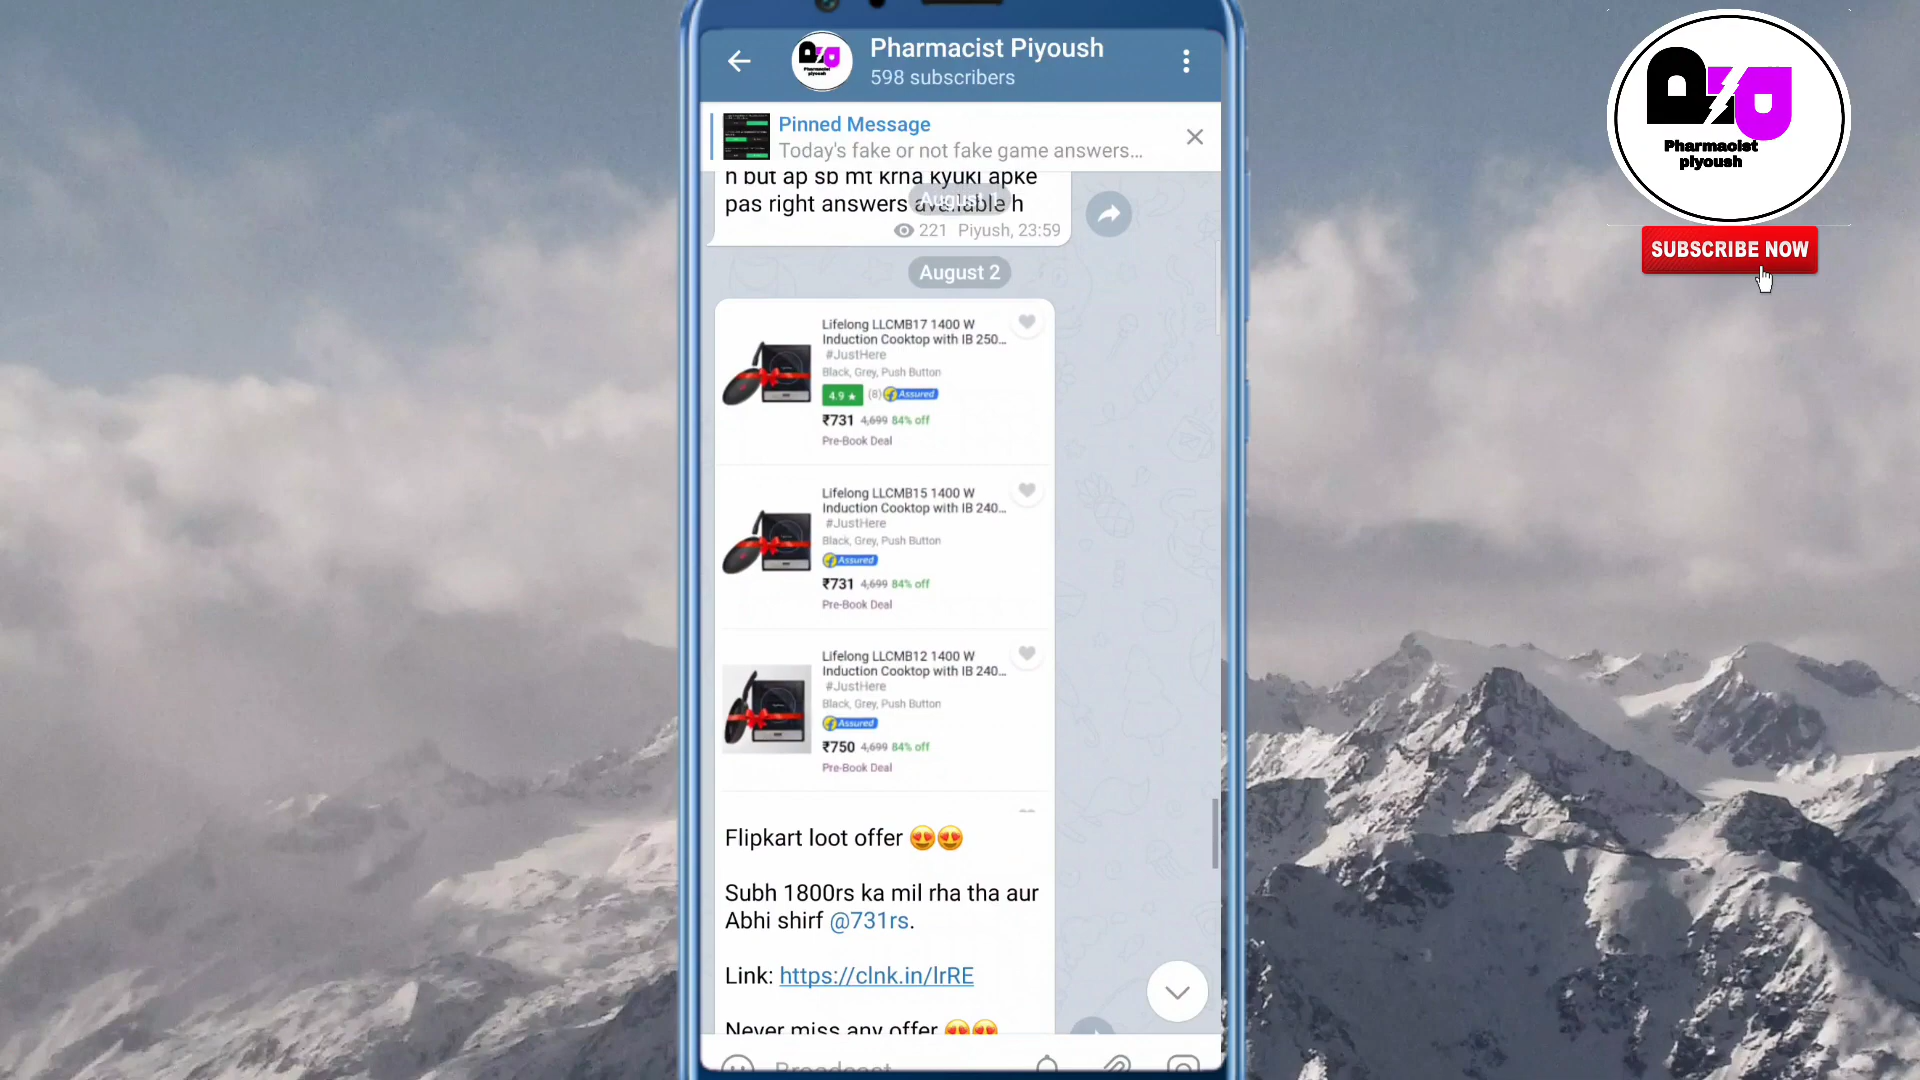 Pharmacist Piyoush
598 subscribers
Pinned Message
Today's fake or not fake game answers...
h but ap sb mt krna kyuki apke
pas right answers available h
August 1
221 Piyush, 23:59
August 2
Lifelong LLCMB17 1400 W
Induction Cooktop with IB 250...
#JustHere
Black, Grey, Push Button
4.9 ★ (8) Assured
₹731 4,699 84% off
Pre-Book Deal
Lifelong LLCMB15 1400 W
Induction Cooktop with IB 240...
#JustHere
Black, Grey, Push Button
Assured
₹731 4,699 84% off
Pre-Book Deal
Lifelong LLCMB12 1400 W
Induction Cooktop with IB 240...
#JustHere
Black, Grey, Push Button
Assured
₹750 4,699 84% off
Pre-Book Deal
Flipkart loot offer 😍😍
Subh 1800rs ka mil rha tha aur
Abhi shirf @731rs.
Link: https://clnk.in/lrRE
Never miss any offer 😍😍
Broadcast
Pharmacist
piyoush
SUBSCRIBE NOW